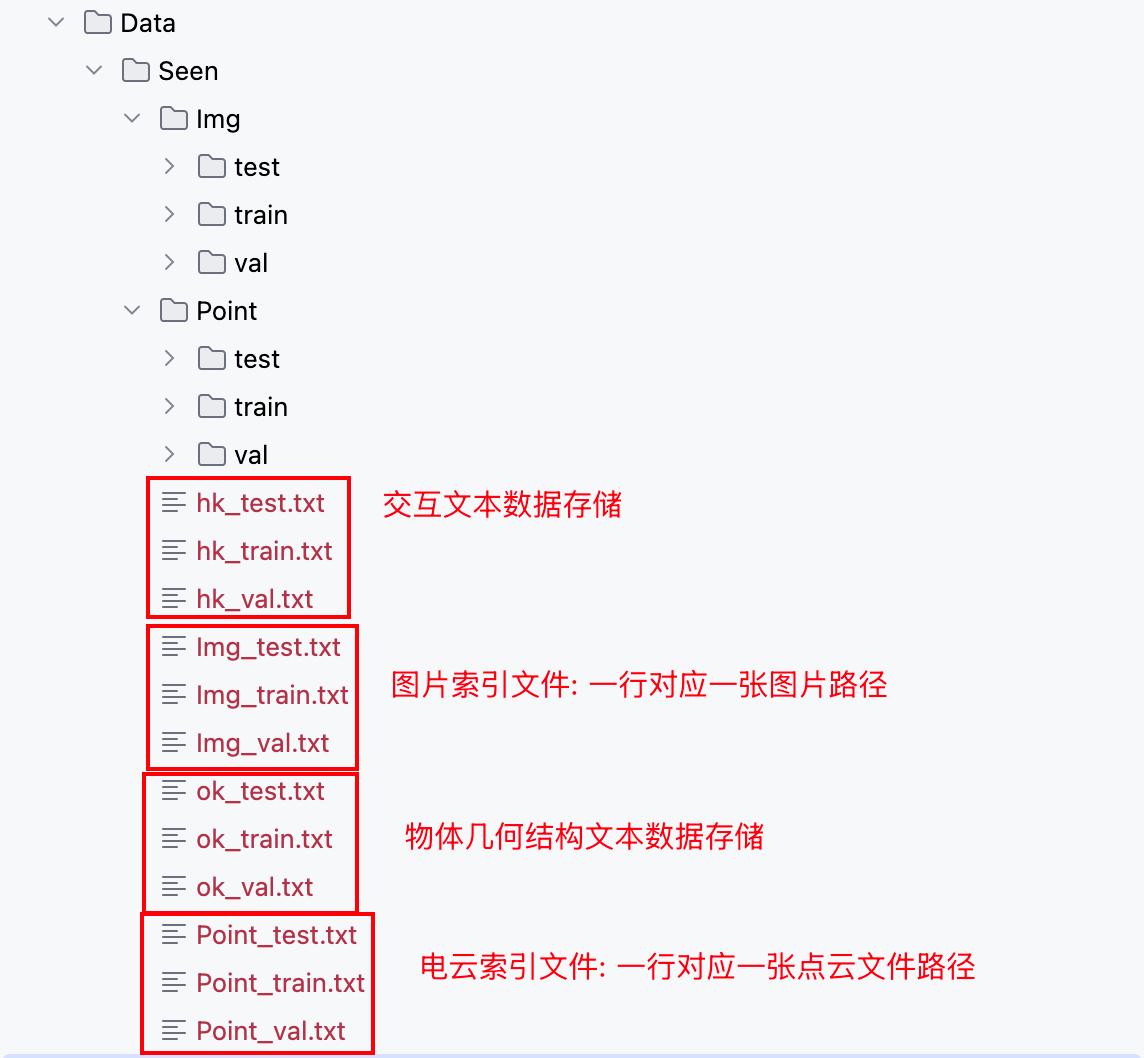 Data
Seen
Img
test
train
val
Point
test
train
val
hk_test.txt 交互文本数据存储
hk_train.txt
hk_val.txt
Img_test.txt
Img_train.txt 图片索引文件: 一行对应一张图片路径
Img_val.txt
ok_test.txt
ok_train.txt 物体几何结构文本数据存储
ok_val.txt
Point_test.txt
Point_train.txt 电云索引文件: 一行对应一张点云文件路径
Point_val.txt